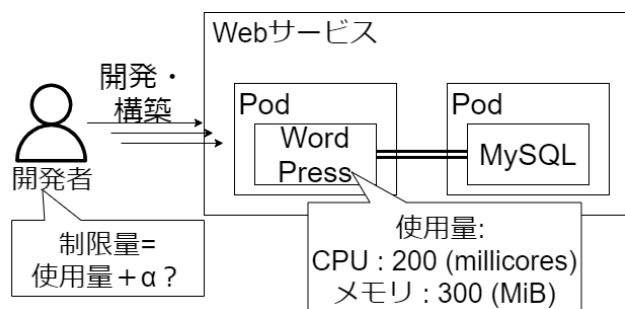 Webサービス
開発・
構築
Pod
Word
Press
Pod
MySQL
開発者
制限量=
使用量＋α？
使用量:
CPU : 200 (millicores)
メモリ : 300 (MiB)